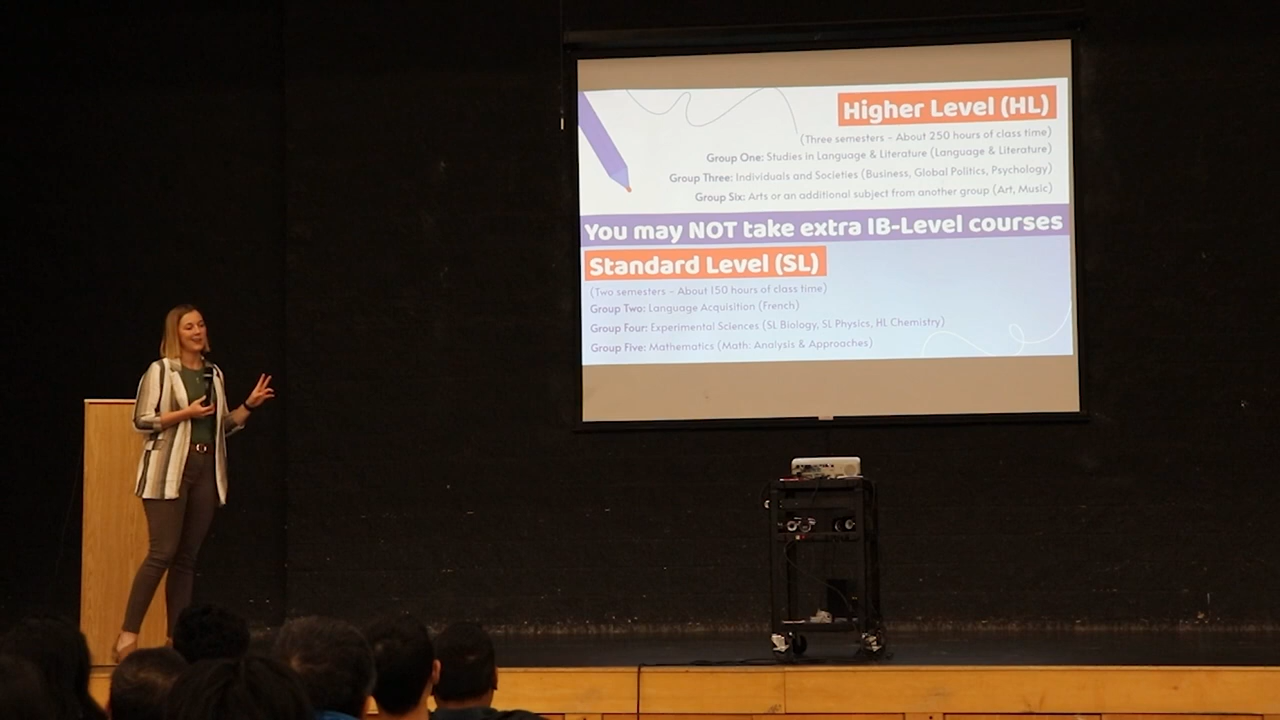 Higher Level (HL)
(Three semesters - About 250 hours of class time)
Group One: Studies in Language & Literature (Language & Literature)
Group Three: Individuals and Societies (Business, Global Politics, Psychology)
Group Six: Arts or an additional subject from another group (Art, Music)
You may NOT take extra IB-Level courses
Standard Level (SL)
(Two semesters - About 150 hours of class time)
Group Two: Language Acquisition (French)
Group Four: Experimental Sciences (SL Biology, SL Physics, HL Chemistry)
Group Five: Mathematics (Math: Analysis & Approaches)